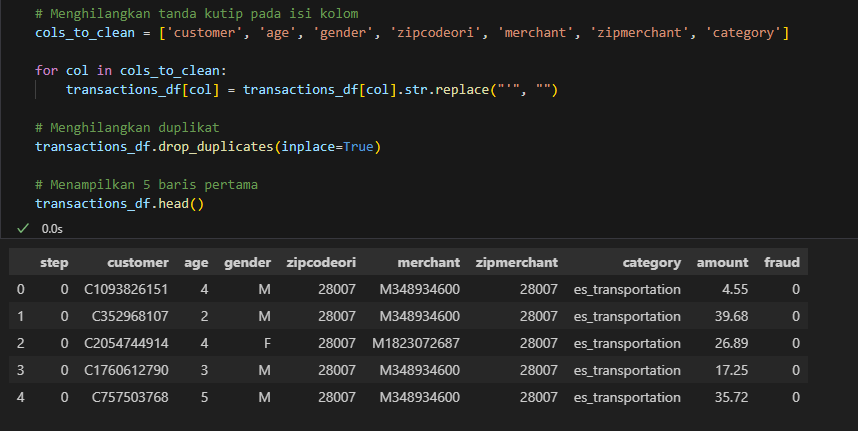 # Menghilangkan tanda kutip pada isi kolom
cols_to_clean = ['customer', 'age', 'gender', 'zipcodeori', 'merchant', 'zipmerchant', 'category']
for col in cols_to_clean:
    transactions_df[col] = transactions_df[col].str.replace("'", "")
# Menghilangkan duplikat
transactions_df.drop_duplicates(inplace=True)
# Menampilkan 5 baris pertama
transactions_df.head()
0.0s
step customer age gender zipcodeori merchant zipmerchant category amount fraud
0 0 C1093826151 4 M 28007 M348934600 28007 es_transportation 4.55 0
1 0 C352968107 2 M 28007 M348934600 28007 es_transportation 39.68 0
2 0 C2054744914 4 F 28007 M1823072687 28007 es_transportation 26.89 0
3 0 C1760612790 3 M 28007 M348934600 28007 es_transportation 17.25 0
4 0 C757503768 5 M 28007 M348934600 28007 es_transportation 35.72 0